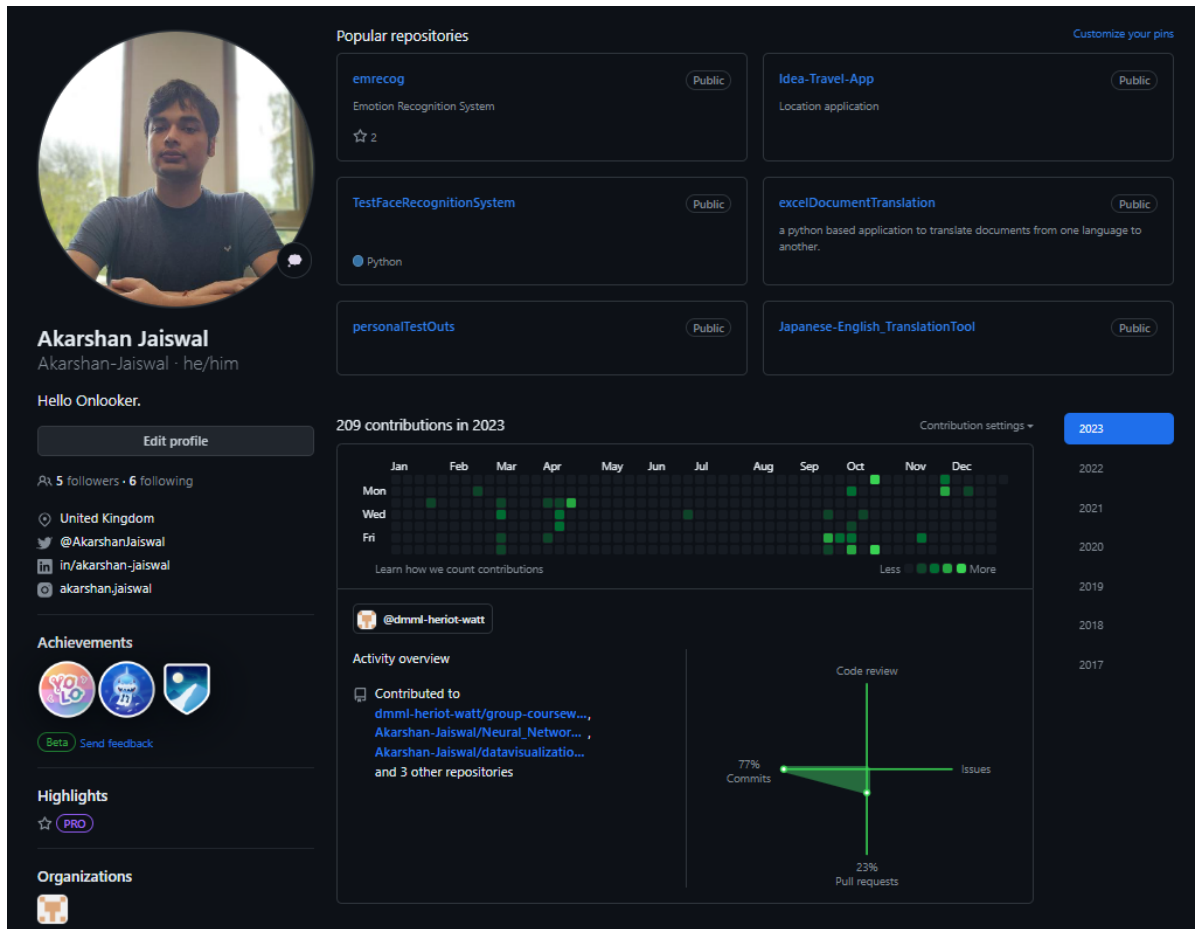 Akarshan Jaiswal
Akarshan-Jaiswal · he/him
Hello Onlooker.
Edit profile
5 followers · 6 following
United Kingdom
@AkarshanJaiswal
in/akarshan-jaiswal
akarshan.jaiswal
Achievements
YOLO
Beta Send feedback
Highlights
PRO
Organizations
Popular repositories
Customize your pins
emrecog
Public
Emotion Recognition System
2
Idea-Travel-App
Public
Location application
TestFaceRecognitionSystem
Public
Python
excelDocumentTranslation
Public
a python based application to translate documents from one language to
another.
personalTestOuts
Public
Japanese-English_TranslationTool
Public
209 contributions in 2023
Contribution settings
Jan Feb Mar Apr May Jun Jul Aug Sep Oct Nov Dec
Mon
Wed
Fri
Learn how we count contributions
Less More
@dmml-heriot-watt
Activity overview
Contributed to
dmml-heriot-watt/group-coursew...,
Akarshan-Jaiswal/Neural_Networ... ,
Akarshan-Jaiswal/datavisualizatio...
and 3 other repositories
Code review
77%
Commits
Issues
23%
Pull requests
2023
2022
2021
2020
2019
2018
2017